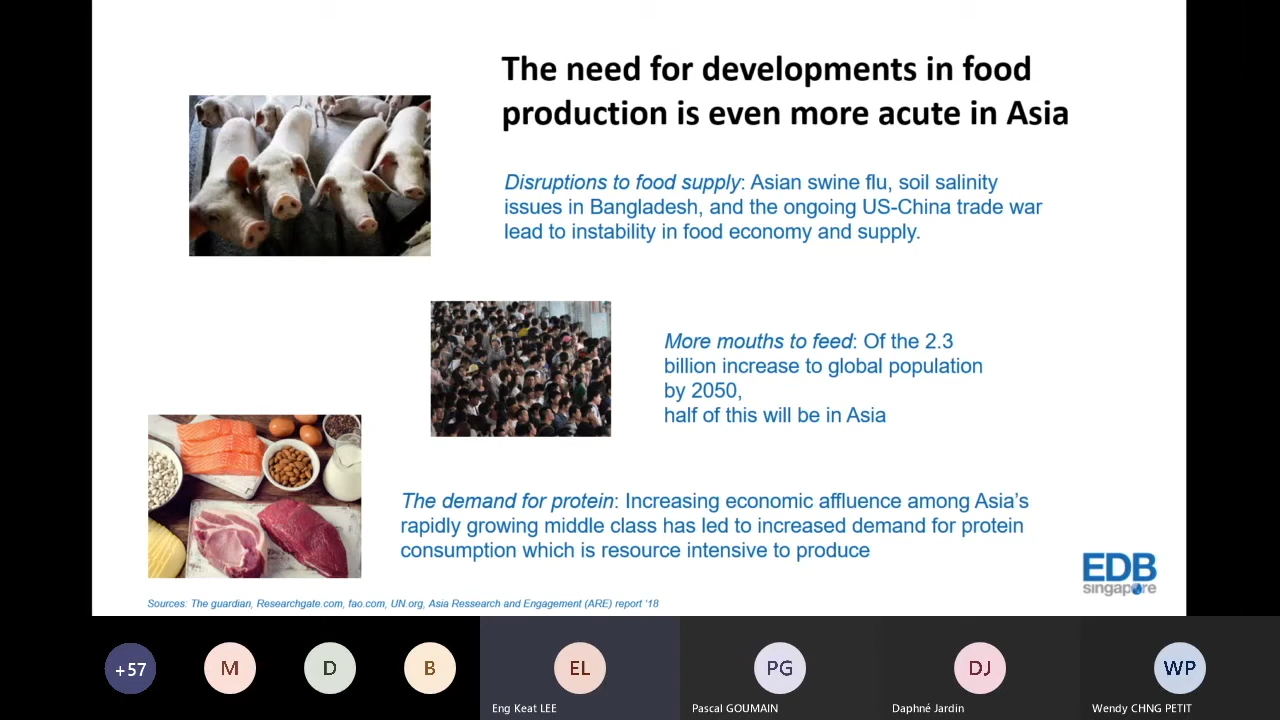 The need for developments in food
production is even more acute in Asia
Disruptions to food supply: Asian swine flu, soil salinity
issues in Bangladesh, and the ongoing US-China trade war
lead to instability in food economy and supply.
More mouths to feed: Of the 2.3
billion increase to global population
by 2050,
half of this will be in Asia
The demand for protein: Increasing economic affluence among Asia’s
rapidly growing middle class has led to increased demand for protein
consumption which is resource intensive to produce
EDB
singapore
Sources: The guardian, Researchgate.com, fao.com, UN.org, Asia Ressearch and Engagement (ARE) report ‘18
+57
M
D
B
EL
PG
DJ
WP
Eng Keat LEE
Pascal GOUMAIN
Daphné Jardin
Wendy CHNG PETIT